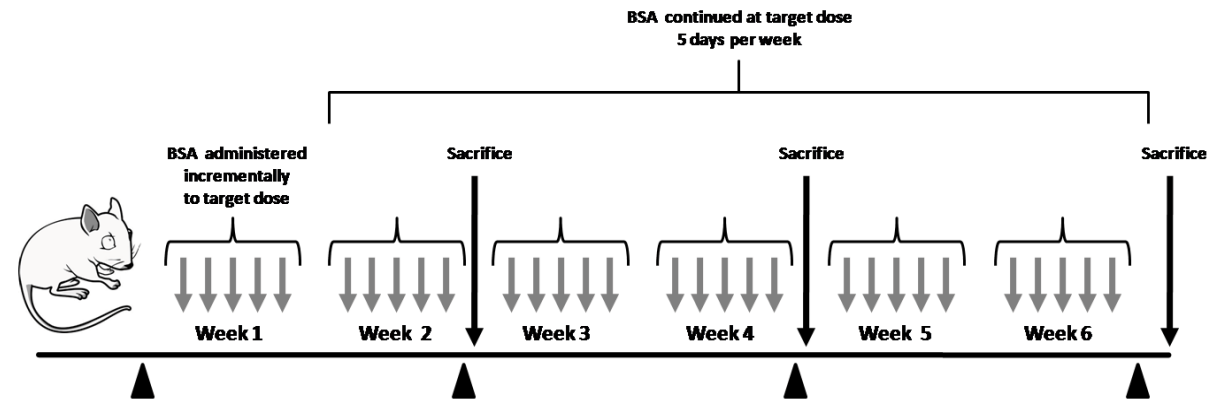 BSA continued at target dose
5 days per week
BSA administered
incrementally
to target dose
Sacrifice
Sacrifice
Sacrifice
Week 1
Week 2
Week 3
Week 4
Week 5
Week 6